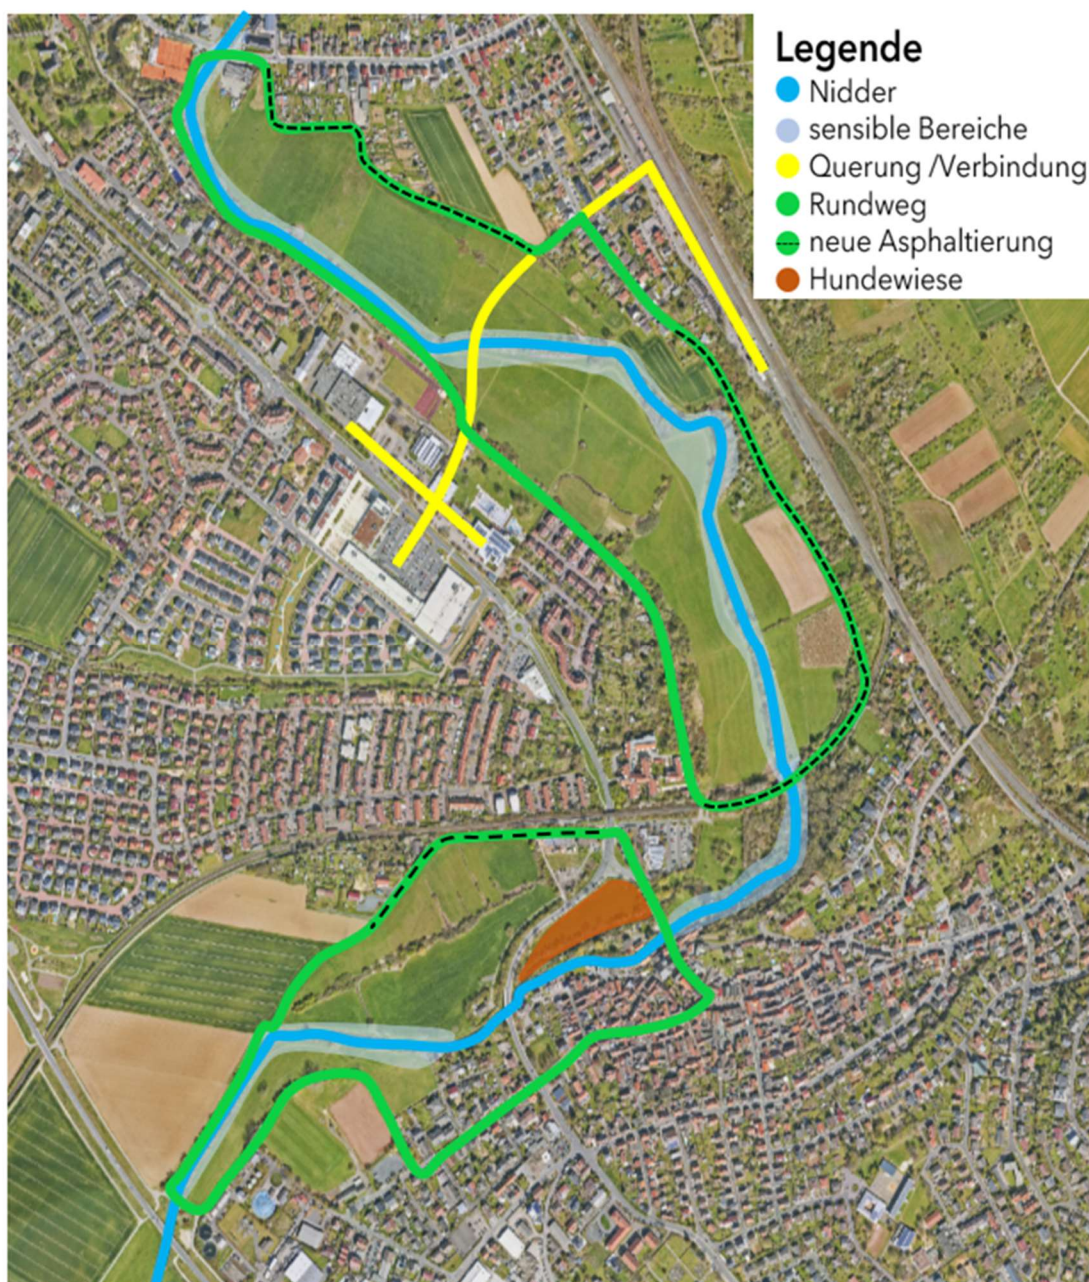 Legende
Nidder
sensible Bereiche
Querung /Verbindung
Rundweg
neue Asphaltierung
Hundewiese